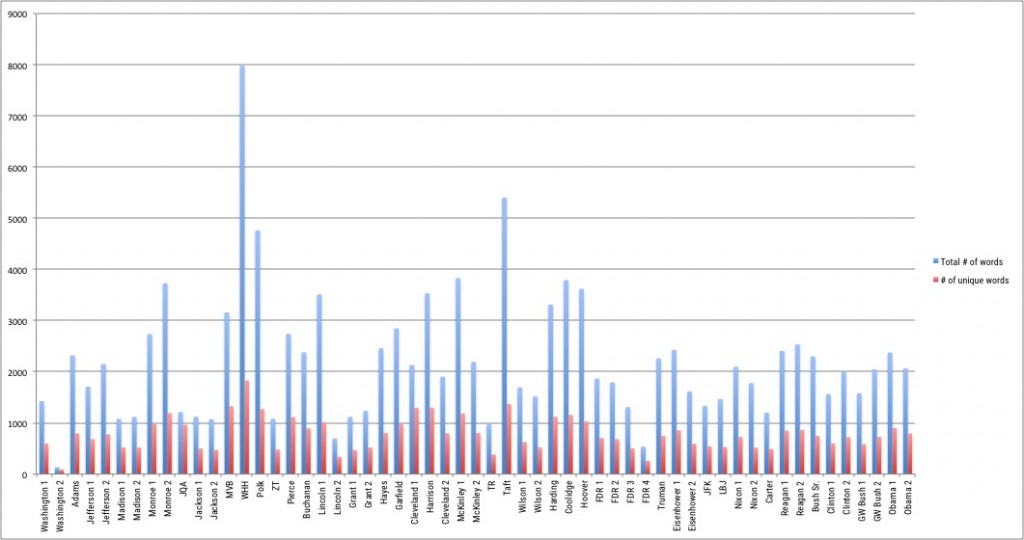 9000
8000
7000
6000
5000
4000
3000
2000
1000
0
Washington 1
Washington 2
Adams
Jefferson 1
Jefferson 2
Madison 1
Madison 2
Monroe 1
Monroe 2
JQA
Jackson 1
Jackson 2
MVB
WHH
Polk
ZT
Pierce
Buchanan
Lincoln 1
Lincoln 2
Grant 1
Grant 2
Hayes
Garfield
Cleveland 1
Harrison
Cleveland 2
McKinley 1
McKinley 2
TR
Taft
Wilson 1
Wilson 2
Harding
Coolidge
Hoover
FDR 1
FDR 2
FDR 3
FDR 4
Truman
Eisenhower 1
Eisenhower 2
JFK
LBJ
Nixon 1
Nixon 2
Carter
Reagan 1
Reagan 2
Bush Sr.
Clinton 1
Clinton 2
GW Bush 1
GW Bush 2
Obama 1
Obama 2
Total # of words
# of unique words